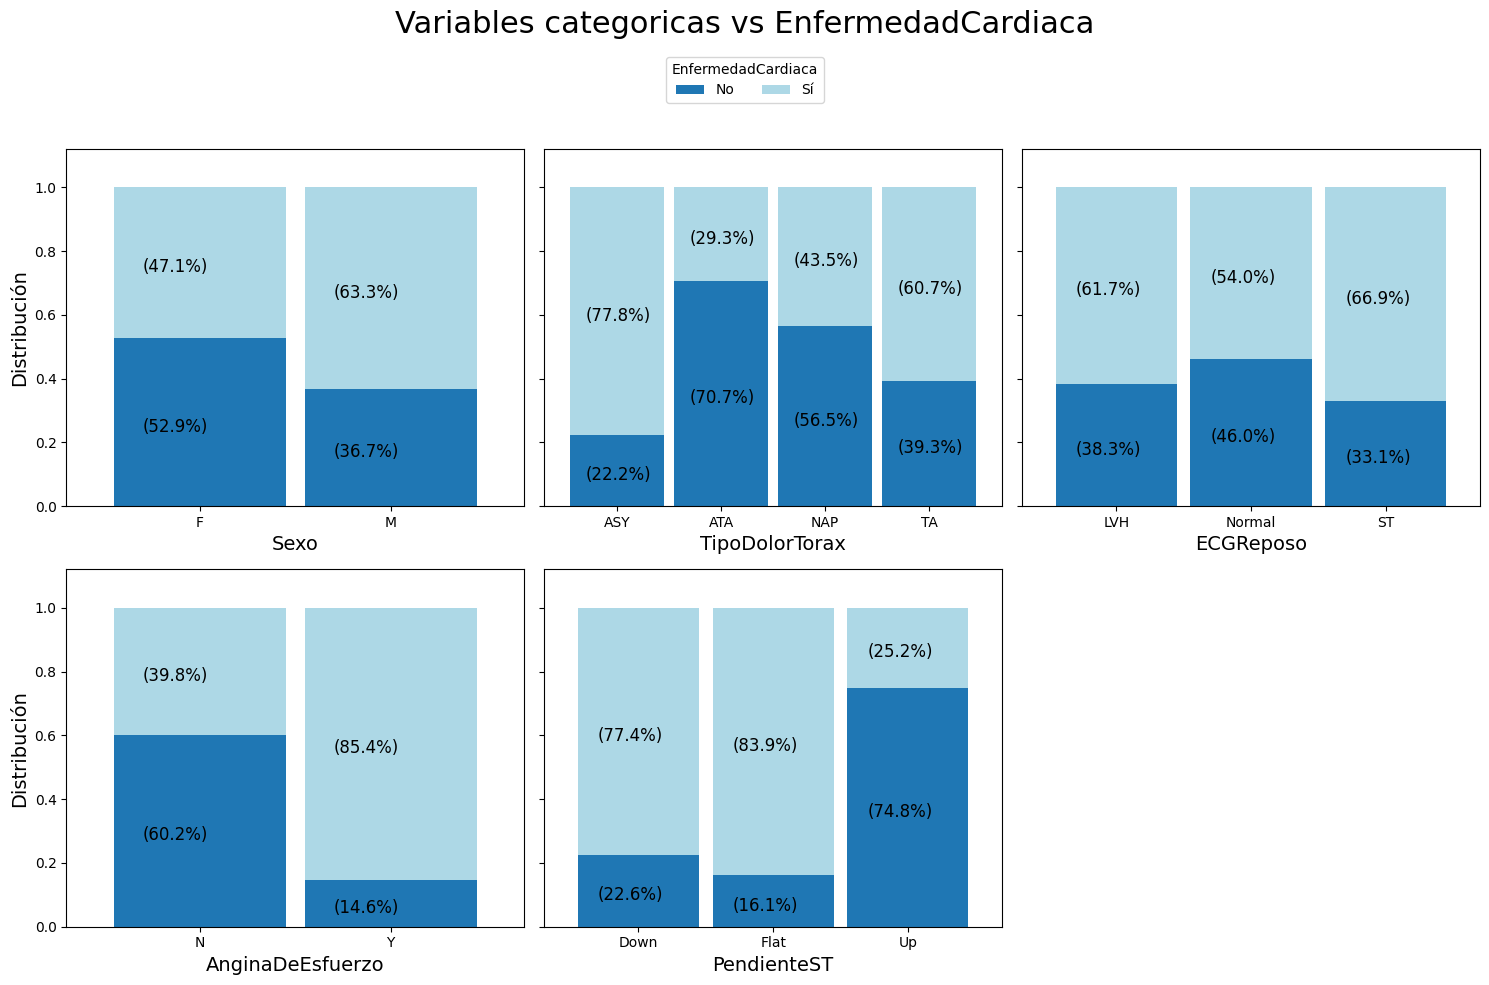 Variables categoricas vs EnfermedadCardiaca
EnfermedadCardiaca
No Sí
Distribución
1.0
0.8
0.6
0.4
0.2
0.0
(47.1%)
(63.3%)
(52.9%)
(36.7%)
F M
Sexo
(29.3%)
(43.5%)
(60.7%)
(77.8%)
(70.7%)
(56.5%)
(39.3%)
(22.2%)
ASY ATA NAP TA
TipoDolorTorax
(54.0%)
(61.7%)
(66.9%)
(46.0%)
(38.3%)
(33.1%)
LVH Normal ST
ECGReposo
Distribución
1.0
0.8
0.6
0.4
0.2
0.0
(39.8%)
(85.4%)
(60.2%)
(14.6%)
N Y
AnginaDeEsfuerzo
(25.2%)
(77.4%)
(83.9%)
(74.8%)
(22.6%)
(16.1%)
Down Flat Up
PendienteST